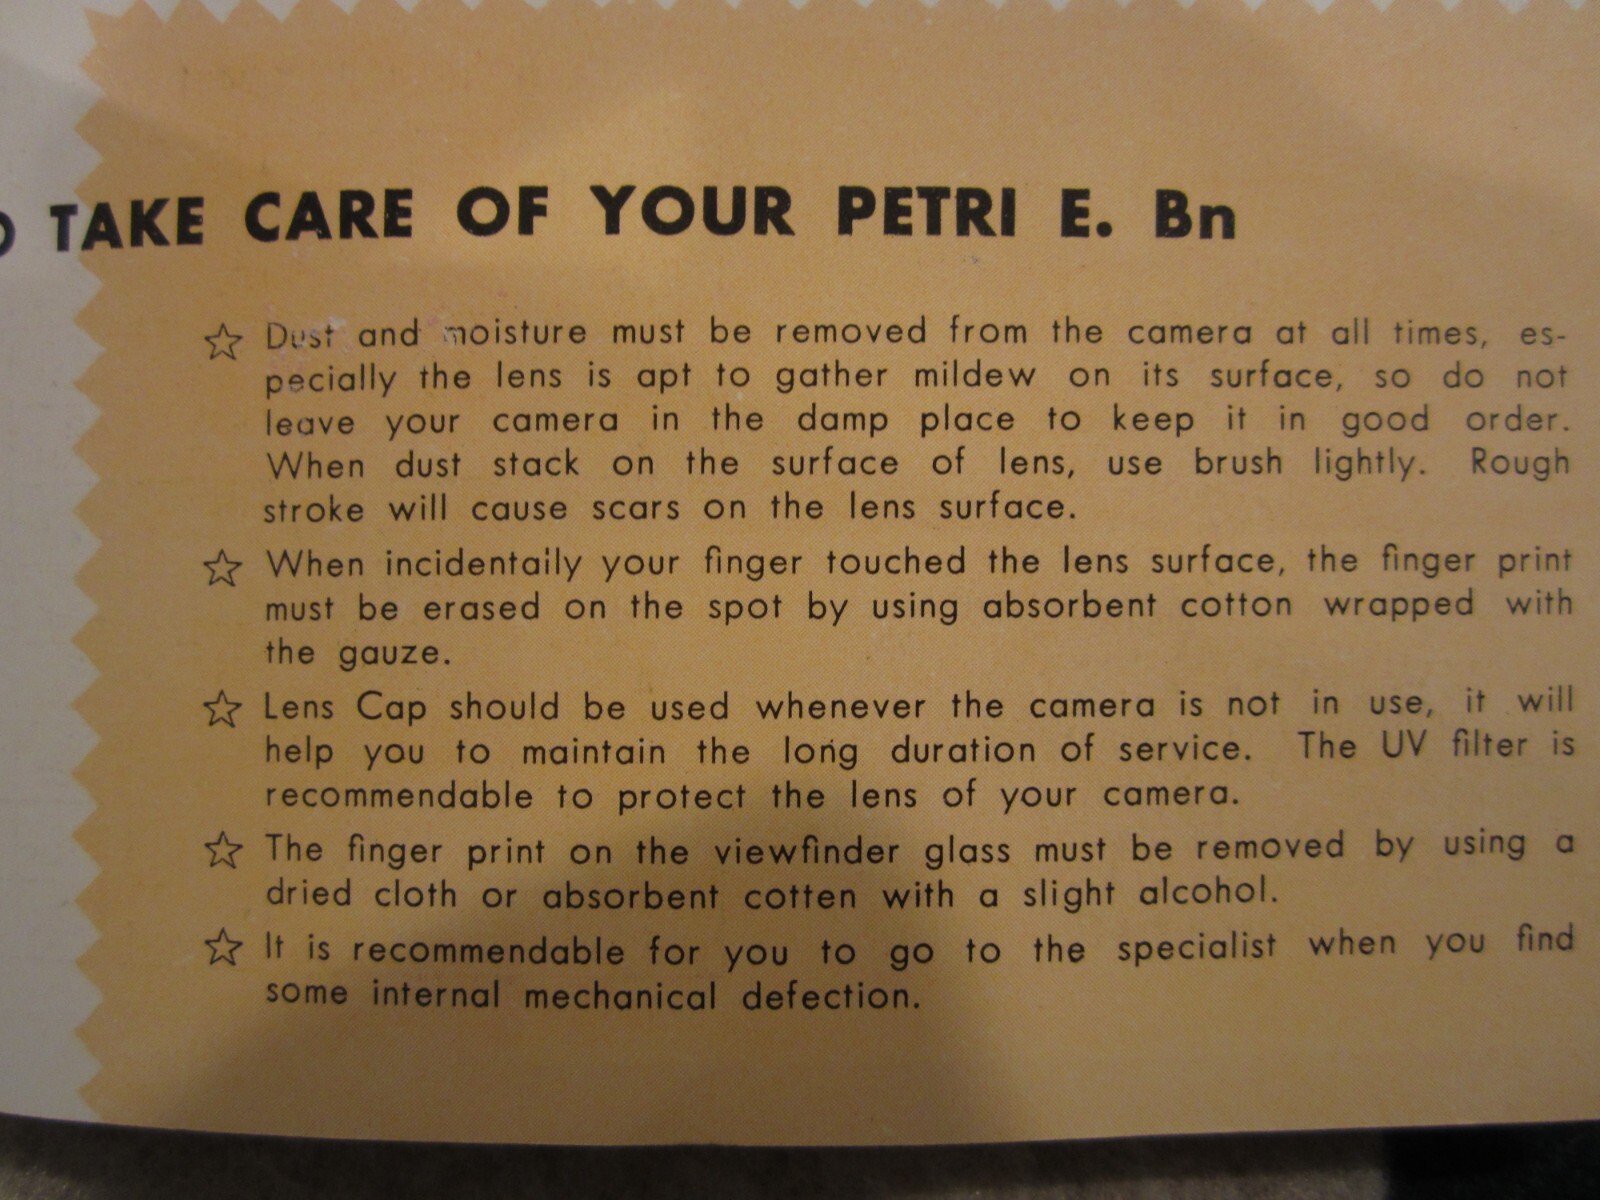 TAKE CARE OF YOUR PETRI E. Bn
☆ Dust and moisture must be removed from the camera at all times, es-
pecially the lens is apt to gather mildew on its surface, so do not
leave your camera in the damp place to keep it in good order.
When dust stack on the surface of lens, use brush lightly. Rough
stroke will cause scars on the lens surface.
☆ When incidentaily your finger touched the lens surface, the finger print
must be erased on the spot by using absorbent cotton wrapped with
the gauze.
☆ Lens Cap should be used whenever the camera is not in use, it will
help you to maintain the long duration of service. The UV filter is
recommendable to protect the lens of your camera.
☆ The finger print on the viewfinder glass must be removed by using a
dried cloth or absorbent cotten with a slight alcohol.
☆ It is recommendable for you to go to the specialist when you find
some internal mechanical defection.